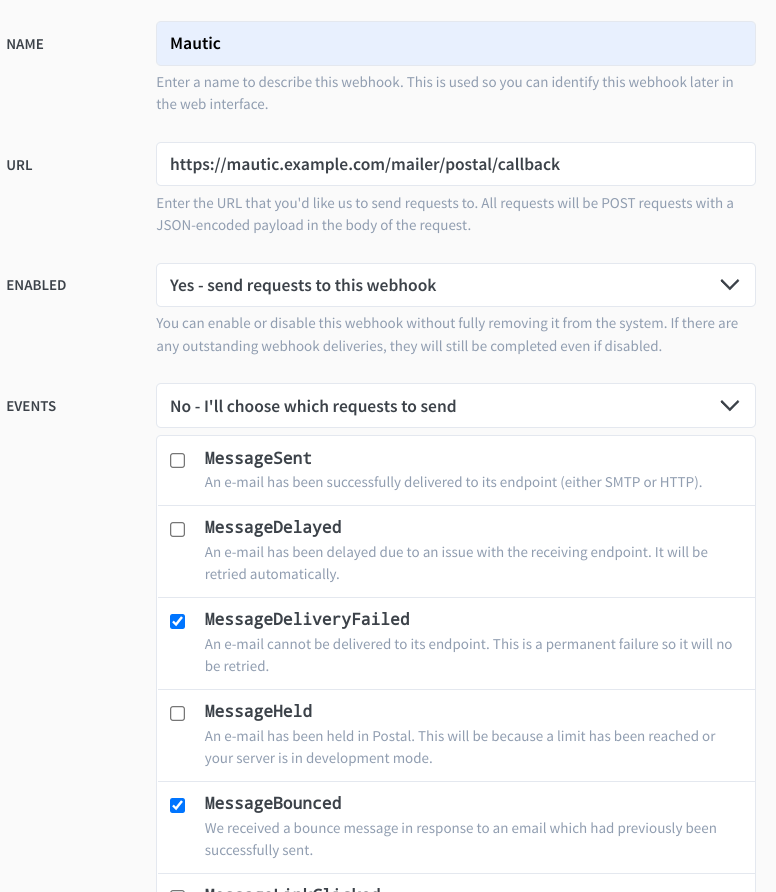 NAME
Mautic
Enter a name to describe this webhook. This is used so you can identify this webhook later in
the web interface.
URL
https://mautic.example.com/mailer/postal/callback
Enter the URL that you'd like us to send requests to. All requests will be POST requests with a
JSON-encoded payload in the body of the request.
ENABLED
Yes - send requests to this webhook
You can enable or disable this webhook without fully removing it from the system. If there are
any outstanding webhook deliveries, they will still be completed even if disabled.
EVENTS
No - I'll choose which requests to send
MessageSent
An e-mail has been successfully delivered to its endpoint (either SMTP or HTTP).
MessageDelayed
An e-mail has been delayed due to an issue with the receiving endpoint. It will be
retried automatically.
MessageDeliveryFailed
An e-mail cannot be delivered to its endpoint. This is a permanent failure so it will no
be retried.
MessageHeld
An e-mail has been held in Postal. This will be because a limit has been reached or
your server is in development mode.
MessageBounced
We received a bounce message in response to an email which had previously been
successfully sent.